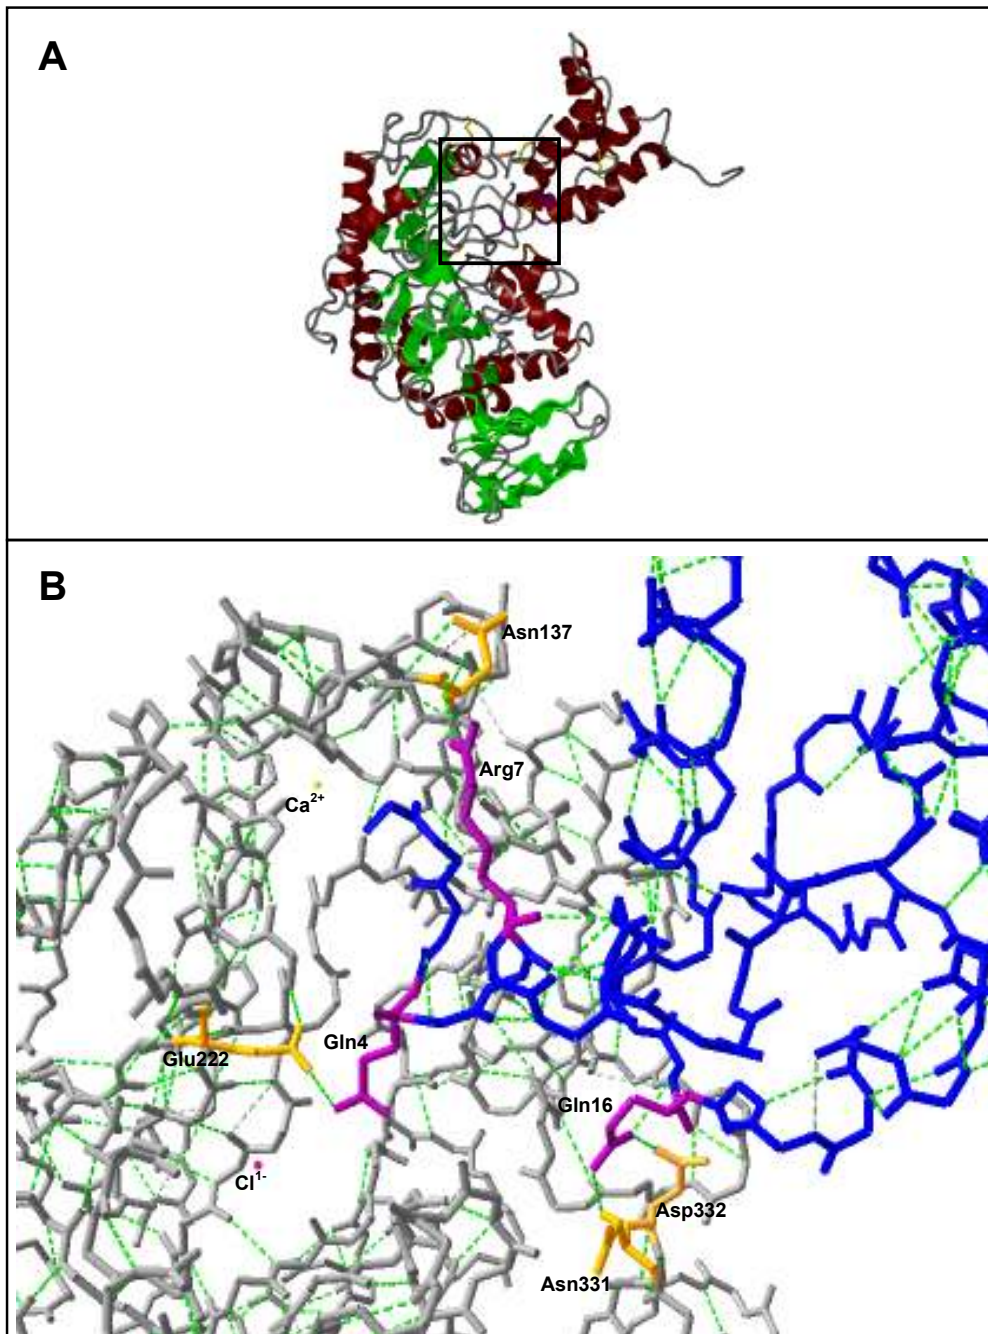 A
B
Asn137
Arg7
Ca²⁺
Gln4
Glu222
Gln16
Cl¹⁻
Asp332
Asn331